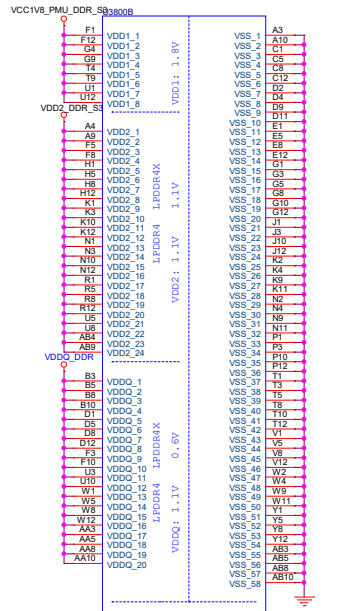 VCC1V8_PMU_DDR_S3
U3800B
F1 VDD1_1
F12 VDD1_2
G4 VDD1_3
G9 VDD1_4
T4 VDD1_5
T9 VDD1_6
U1 VDD1_7
U12 VDD1_8
VDD1: 1.8V
VDD2_DDR_S3
A4 VDD2_1
A9 VDD2_2
F5 VDD2_3
F8 VDD2_4
H1 VDD2_5
H5 VDD2_6
H8 VDD2_7
H12 VDD2_8
K1 VDD2_9
K3 VDD2_10
K10 VDD2_11
K12 VDD2_12
N1 VDD2_13
N3 VDD2_14
N10 VDD2_15
N12 VDD2_16
R1 VDD2_17
R5 VDD2_18
R8 VDD2_19
R12 VDD2_20
U5 VDD2_21
U8 VDD2_22
AB4 VDD2_23
AB9 VDD2_24
LPDDR4 LPDDR4X
VDD2: 1.1V 1.1V
VDDQ_DDR
B3 VDDQ_1
B5 VDDQ_2
B8 VDDQ_3
B10 VDDQ_4
D1 VDDQ_5
D5 VDDQ_6
D8 VDDQ_7
D12 VDDQ_8
F3 VDDQ_9
F10 VDDQ_10
U3 VDDQ_11
U10 VDDQ_12
W1 VDDQ_13
W5 VDDQ_14
W8 VDDQ_15
W12 VDDQ_16
AA3 VDDQ_17
AA5 VDDQ_18
AA8 VDDQ_19
AA10 VDDQ_20
LPDDR4 LPDDR4X
VDDQ: 1.1V 0.6V
VSS_1 A3
VSS_2 A10
VSS_3 C1
VSS_4 C5
VSS_5 C8
VSS_6 C12
VSS_7 D2
VSS_8 D4
VSS_9 D9
VSS_10 D11
VSS_11 E1
VSS_12 E5
VSS_13 E8
VSS_14 E12
VSS_15 G1
VSS_16 G3
VSS_17 G5
VSS_18 G8
VSS_19 G10
VSS_20 G12
VSS_21 J1
VSS_22 J3
VSS_23 J10
VSS_24 J12
VSS_25 K2
VSS_26 K4
VSS_27 K9
VSS_28 K11
VSS_29 N2
VSS_30 N4
VSS_31 N9
VSS_32 N11
VSS_33 P1
VSS_34 P3
VSS_35 P10
VSS_36 P12
VSS_37 T1
VSS_38 T3
VSS_39 T5
VSS_40 T8
VSS_41 T10
VSS_42 T12
VSS_43 V1
VSS_44 V5
VSS_45 V8
VSS_46 V12
VSS_47 W2
VSS_48 W4
VSS_49 W9
VSS_50 W11
VSS_51 Y1
VSS_52 Y5
VSS_53 Y8
VSS_54 Y12
VSS_55 AB3
VSS_56 AB5
VSS_57 AB8
VSS_58 AB10